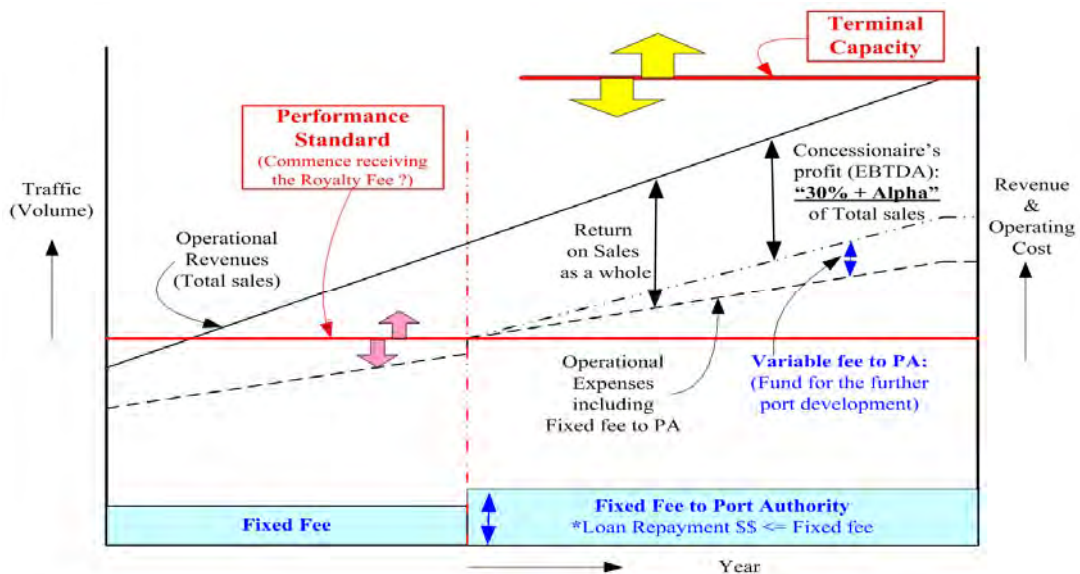 Terminal
Capacity
Performance
Standard
(Commence receiving
the Royalty Fee ?)
Traffic
(Volume)
Operational
Revenues
(Total sales)
Return
on Sales
as a whole
Concessionaire's
profit (EBTDA):
“30% + Alpha”
of Total sales
Revenue
&
Operating
Cost
Operational
Expenses
including
Fixed fee to PA
Variable fee to PA:
(Fund for the further
port development)
Fixed Fee
Fixed Fee to Port Authority
*Loan Repayment $$ <= Fixed fee
Year